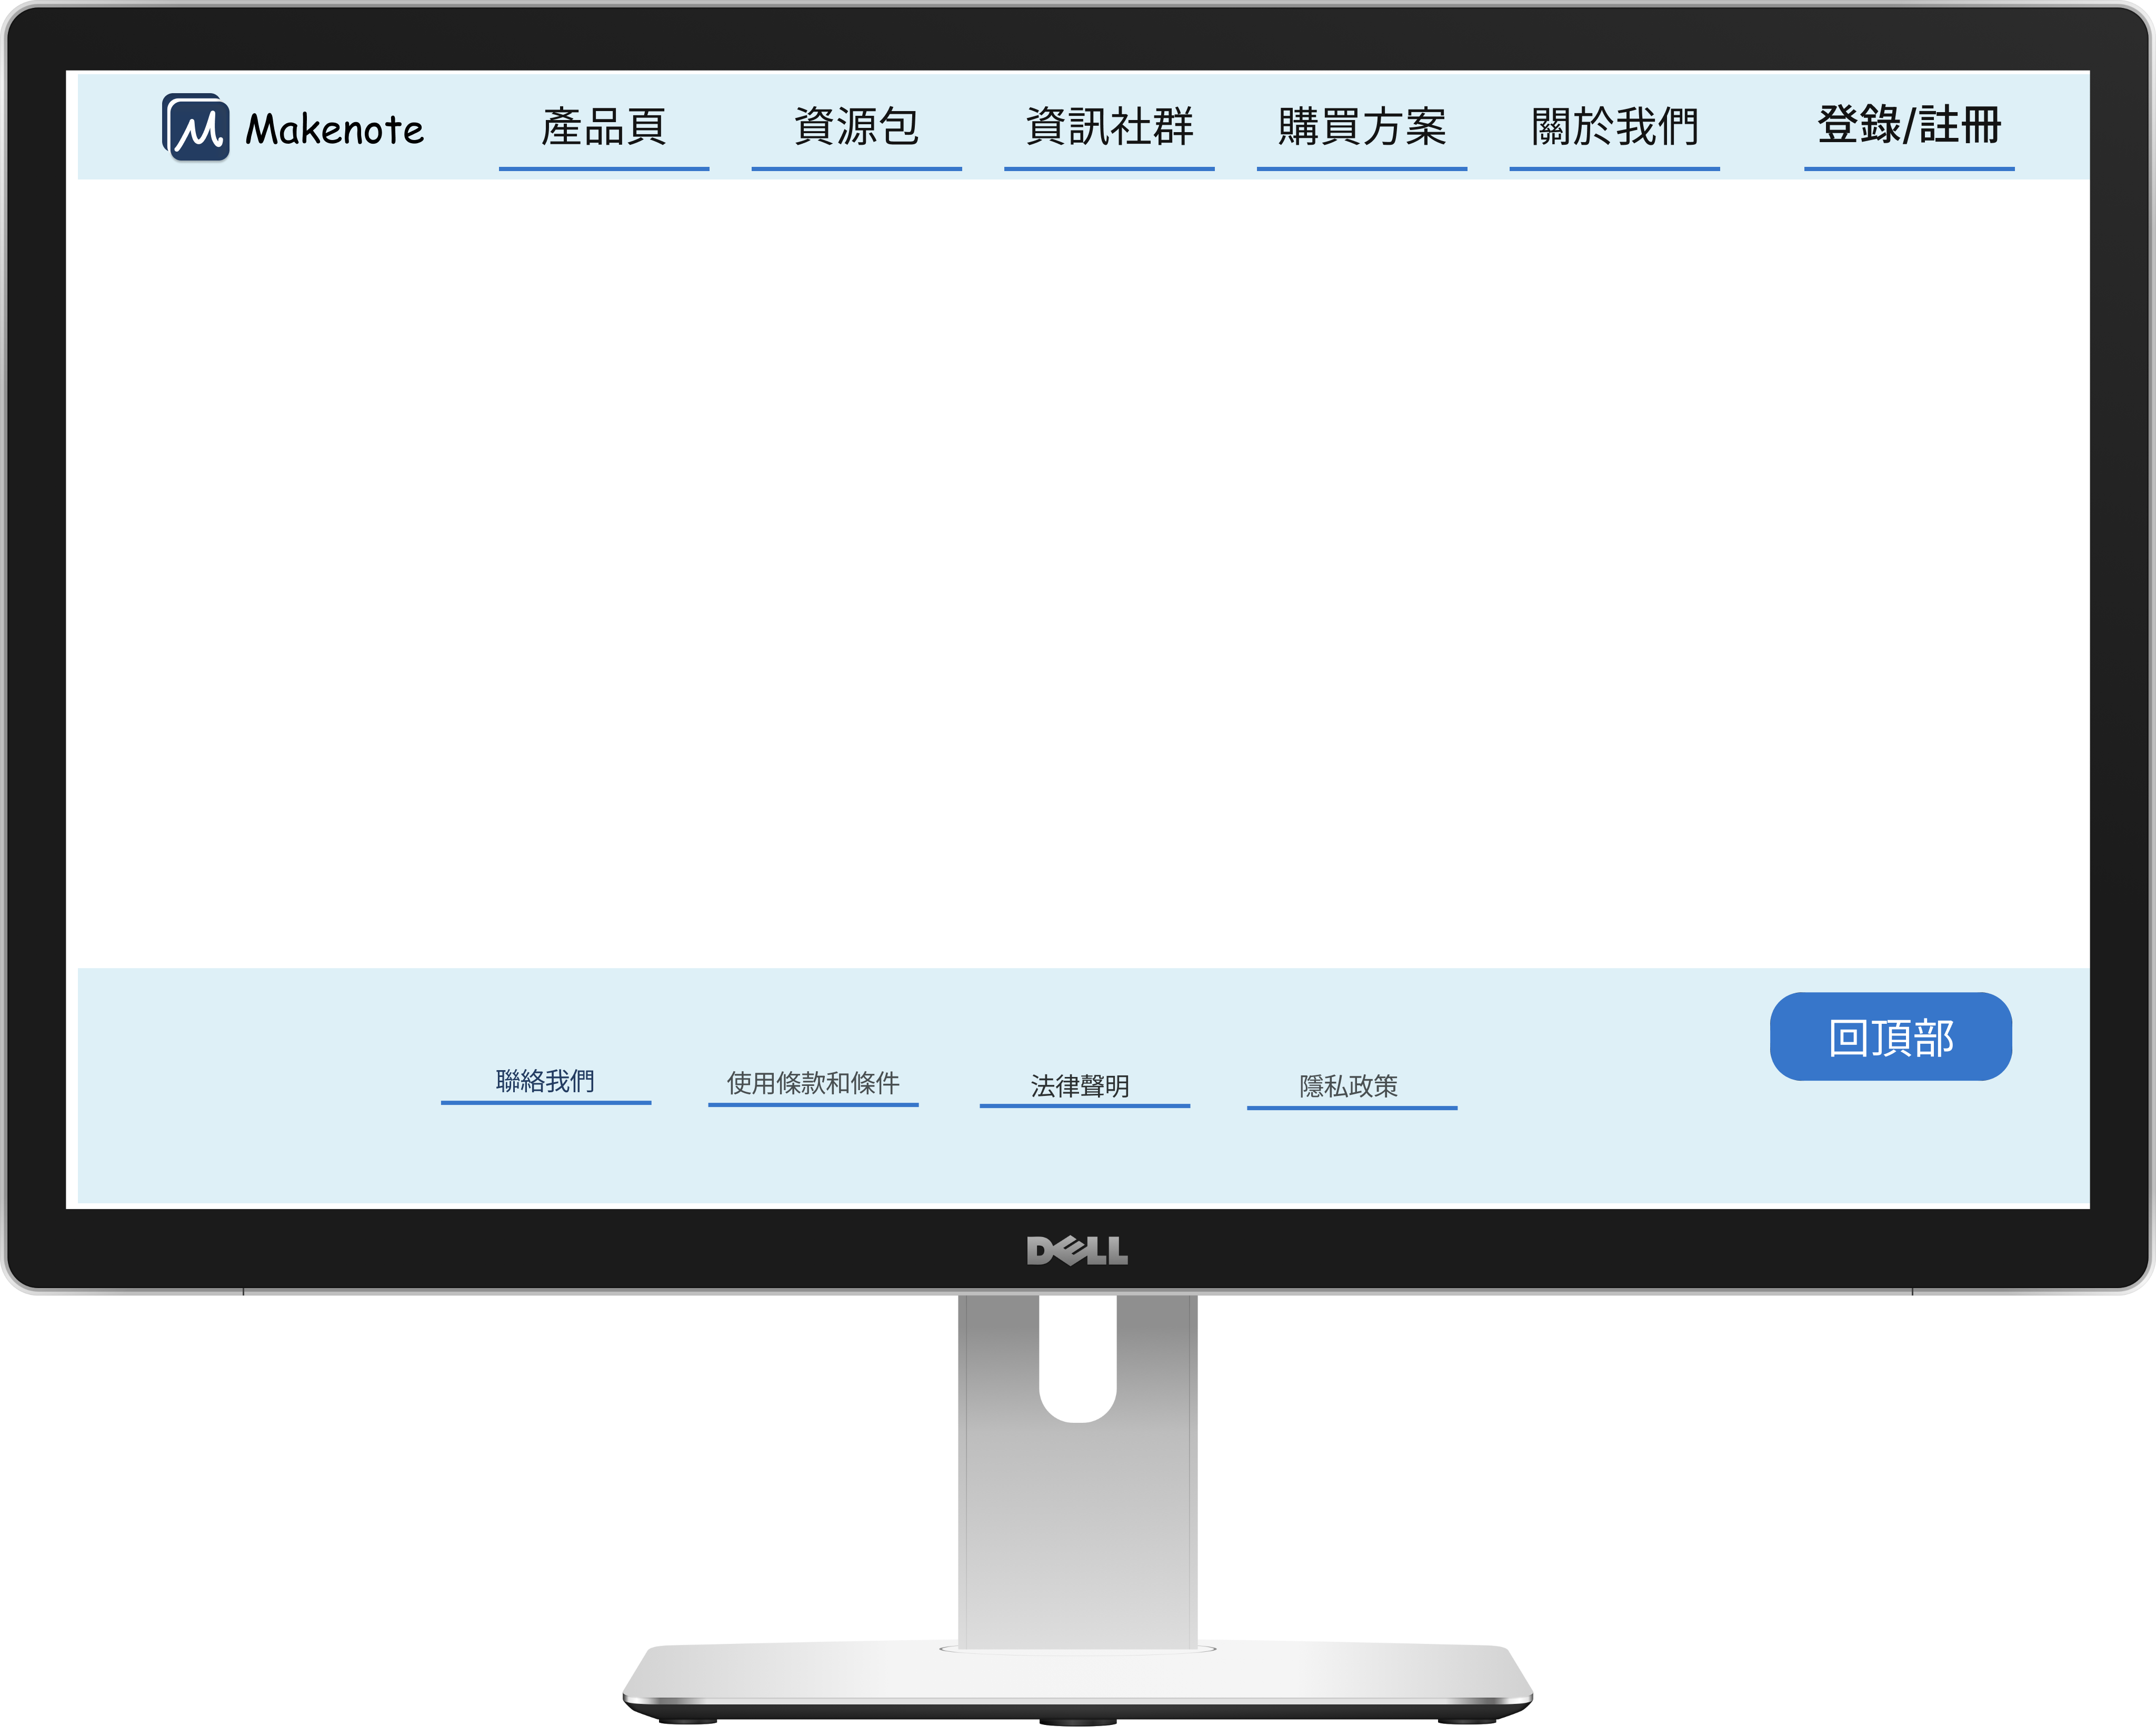 Makenote 產品頁 資源包 資訊社群 購買方案 關於我們 登錄/註冊
回頂部
聯絡我們 使用條款和條件 法律聲明 隱私政策
DELL